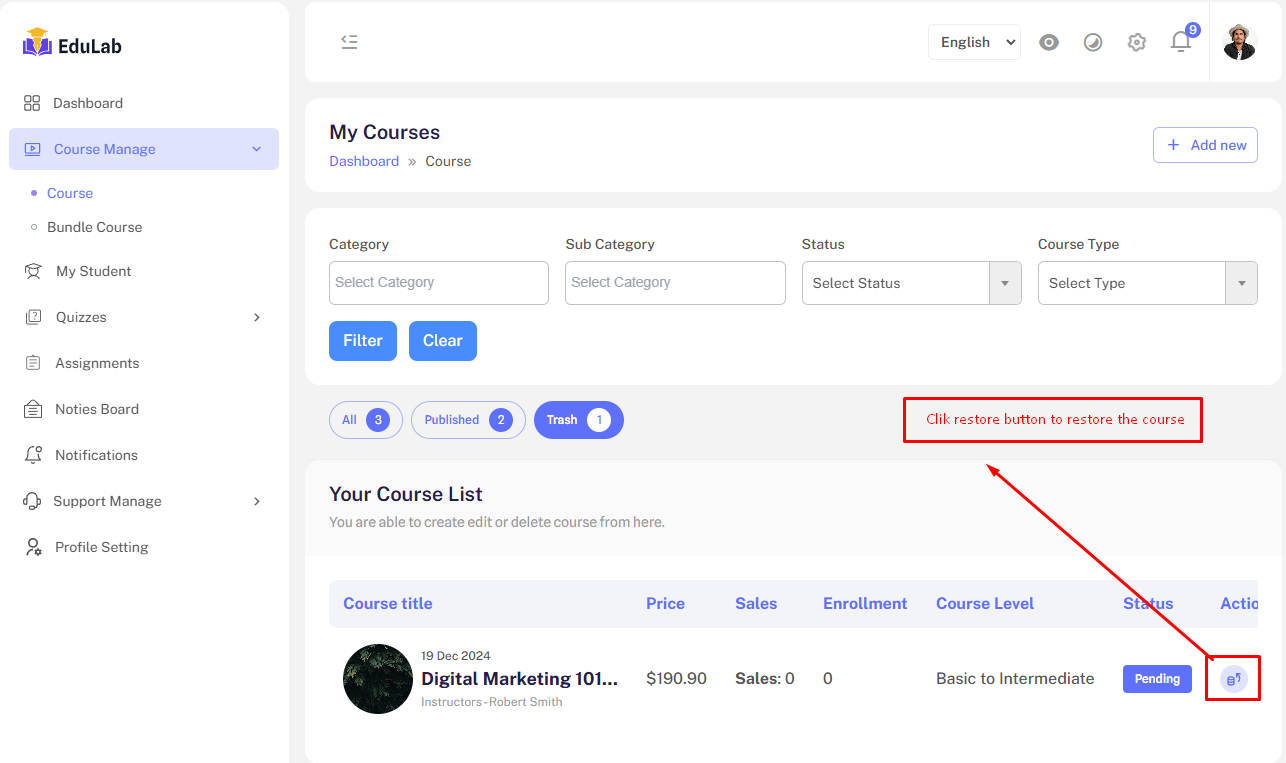 EduLab
English
9
Dashboard
Course Manage
Course
Bundle Course
My Student
Quizzes
Assignments
Noties Board
Notifications
Support Manage
Profile Setting
My Courses
Dashboard » Course
+ Add new
Category
Sub Category
Status
Course Type
Select Category
Select Category
Select Status
Select Type
Filter
Clear
All 3
Published 2
Trash 1
Clik restore button to restore the course
Your Course List
You are able to create edit or delete course from here.
Course title Price Sales Enrollment Course Level Status Actio
19 Dec 2024
Digital Marketing 101...
Instructors - Robert Smith
$190.90
Sales: 0
0
Basic to Intermediate
Pending